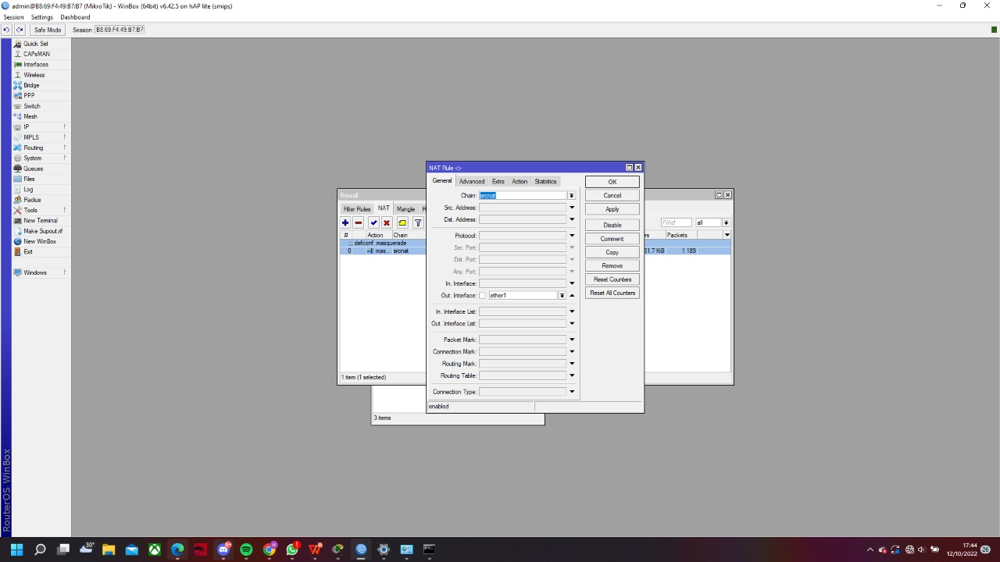 admin@B8:69:F4:49:B7:B7 (MikroTik) - WinBox (64bit) v6.42.5 on hAP lite (smips)
Session Settings Dashboard
Safe Mode Session: B8:69:F4:49:B7:B7
Quick Set
CAPsMAN
Interfaces
Wireless
Bridge
PPP
Switch
Mesh
IP
MPLS
Routing
System
Queues
Files
Log
Radius
Tools
New Terminal
Make Supout.rif
New WinBox
Exit
Windows
RouterOS WinBox
Firewall
Filter Rules NAT Mangle
Find all
# Action Chain
Packets
::: defconf: masquerade
0 mas... srcnat
1 189
1 item (1 selected)
3 items
NAT Rule <>
General Advanced Extra Action Statistics
Chain: srcnat
Src. Address:
Dst. Address:
Protocol:
Src. Port:
Dst. Port:
Any. Port:
In. Interface:
Out. Interface: ether1
In. Interface List:
Out. Interface List:
Packet Mark:
Connection Mark:
Routing Mark:
Routing Table:
Connection Type:
enabled
OK
Cancel
Apply
Disable
Comment
Copy
Remove
Reset Counters
Reset All Counters
30°
17:44
12/10/2022
26